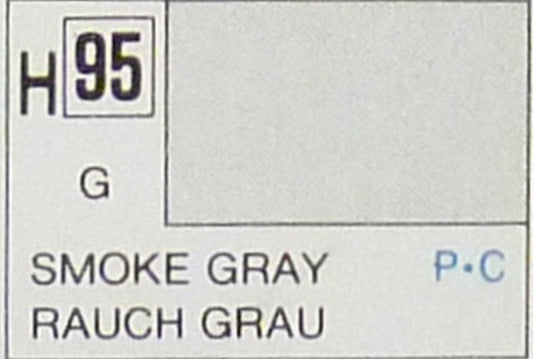 H 95
G
SMOKE GRAY P·C
RAUCH GRAU